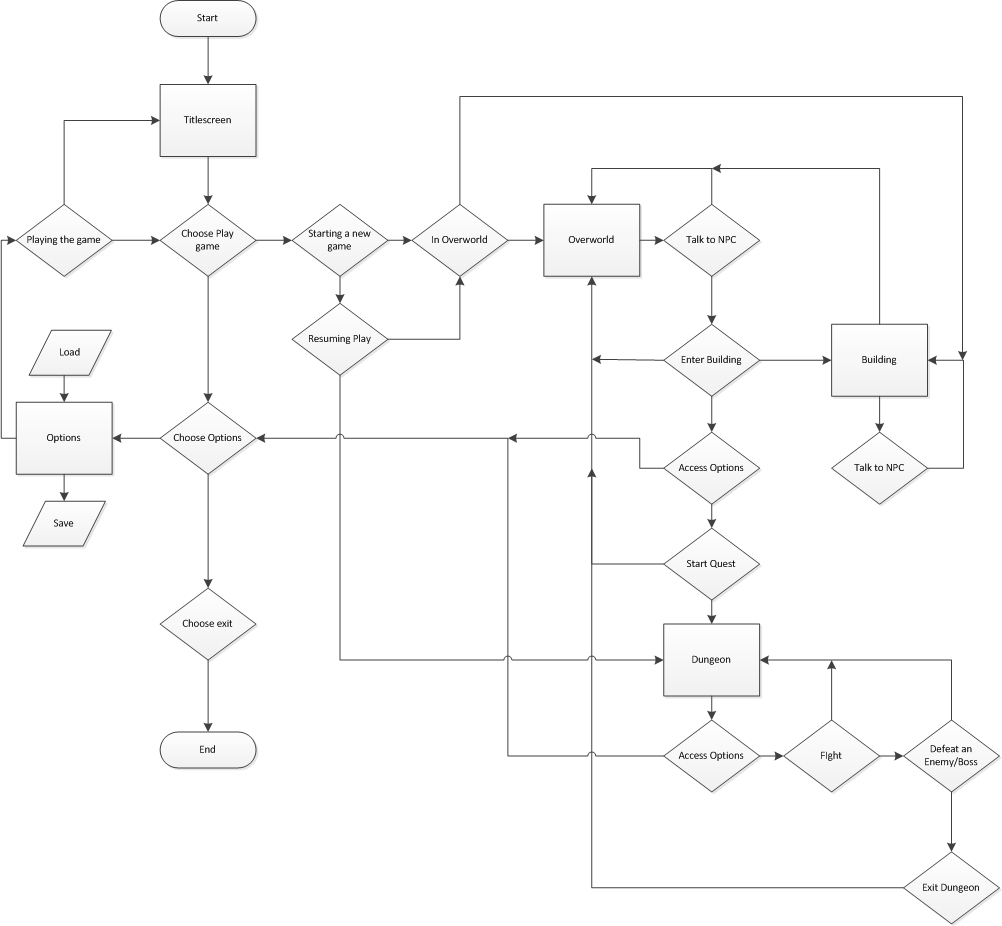 Start
Titlescreen
Playing the game
Choose Play
game
Starting a new
game
In Overworld
Overworld
Talk to NPC
Resuming Play
Load
Enter Building
Building
Options
Choose Options
Access Options
Talk to NPC
Save
Start Quest
Choose exit
Dungeon
End
Access Options
FIght
Defeat an
Enemy/Boss
Exit Dungeon